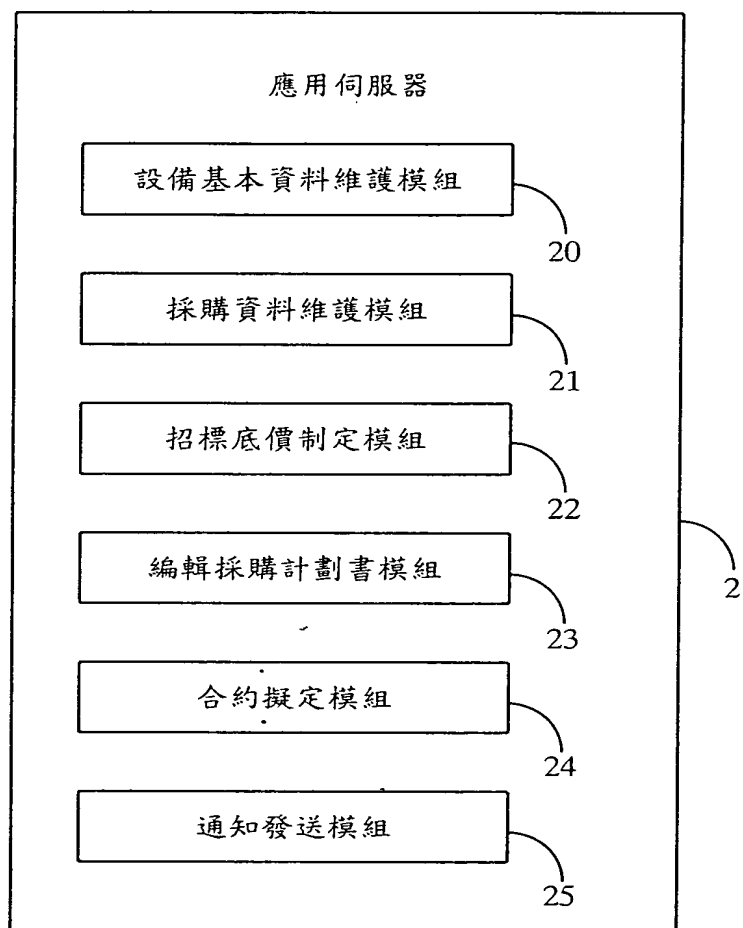 應用伺服器
設備基本資料維護模組
20
採購資料維護模組
21
招標底價制定模組
22
編輯採購計劃書模組
23
2
合約擬定模組
24
通知發送模組
25